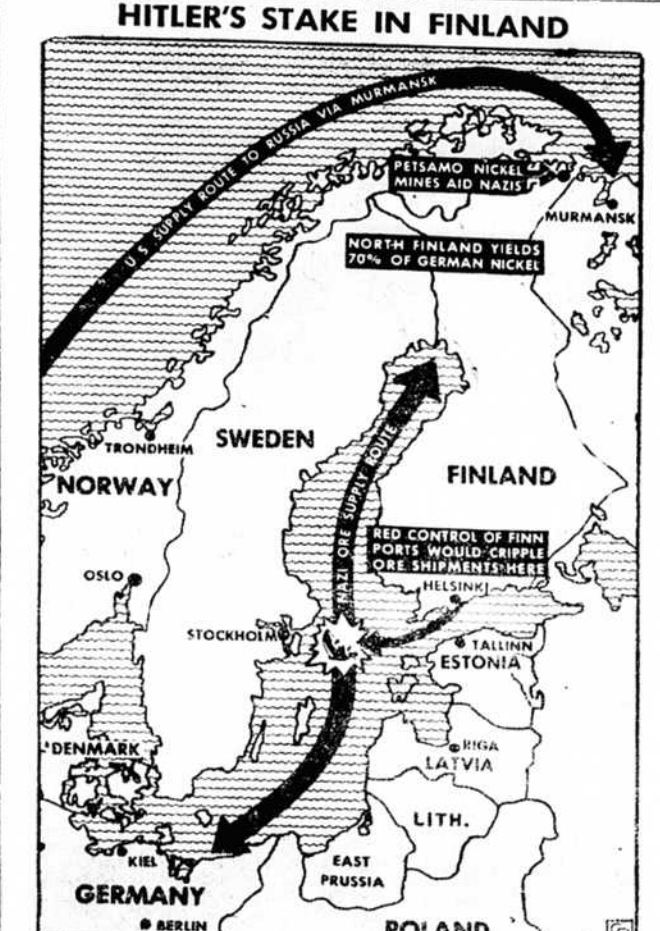 HITLER'S STAKE IN FINLAND
U.S. SUPPLY ROUTE TO RUSSIA VIA MURMANSK
PETSAMO NICKEL
MINES AID NAZIS
MURMANSK
NORTH FINLAND YIELDS
70% OF GERMAN NICKEL
TRONDHEIM
SWEDEN
NORWAY
FINLAND
NAZI ORE SUPPLY ROUTE
RED CONTROL OF FINN
PORTS WOULD CRIPPLE
ORE SHIPMENTS HERE
OSLO
HELSINKI
STOCKHOLM
TALLINN
ESTONIA
DENMARK
RIGA
LATVIA
LITH.
KIEL
EAST
PRUSSIA
GERMANY
BERLIN
POLAND